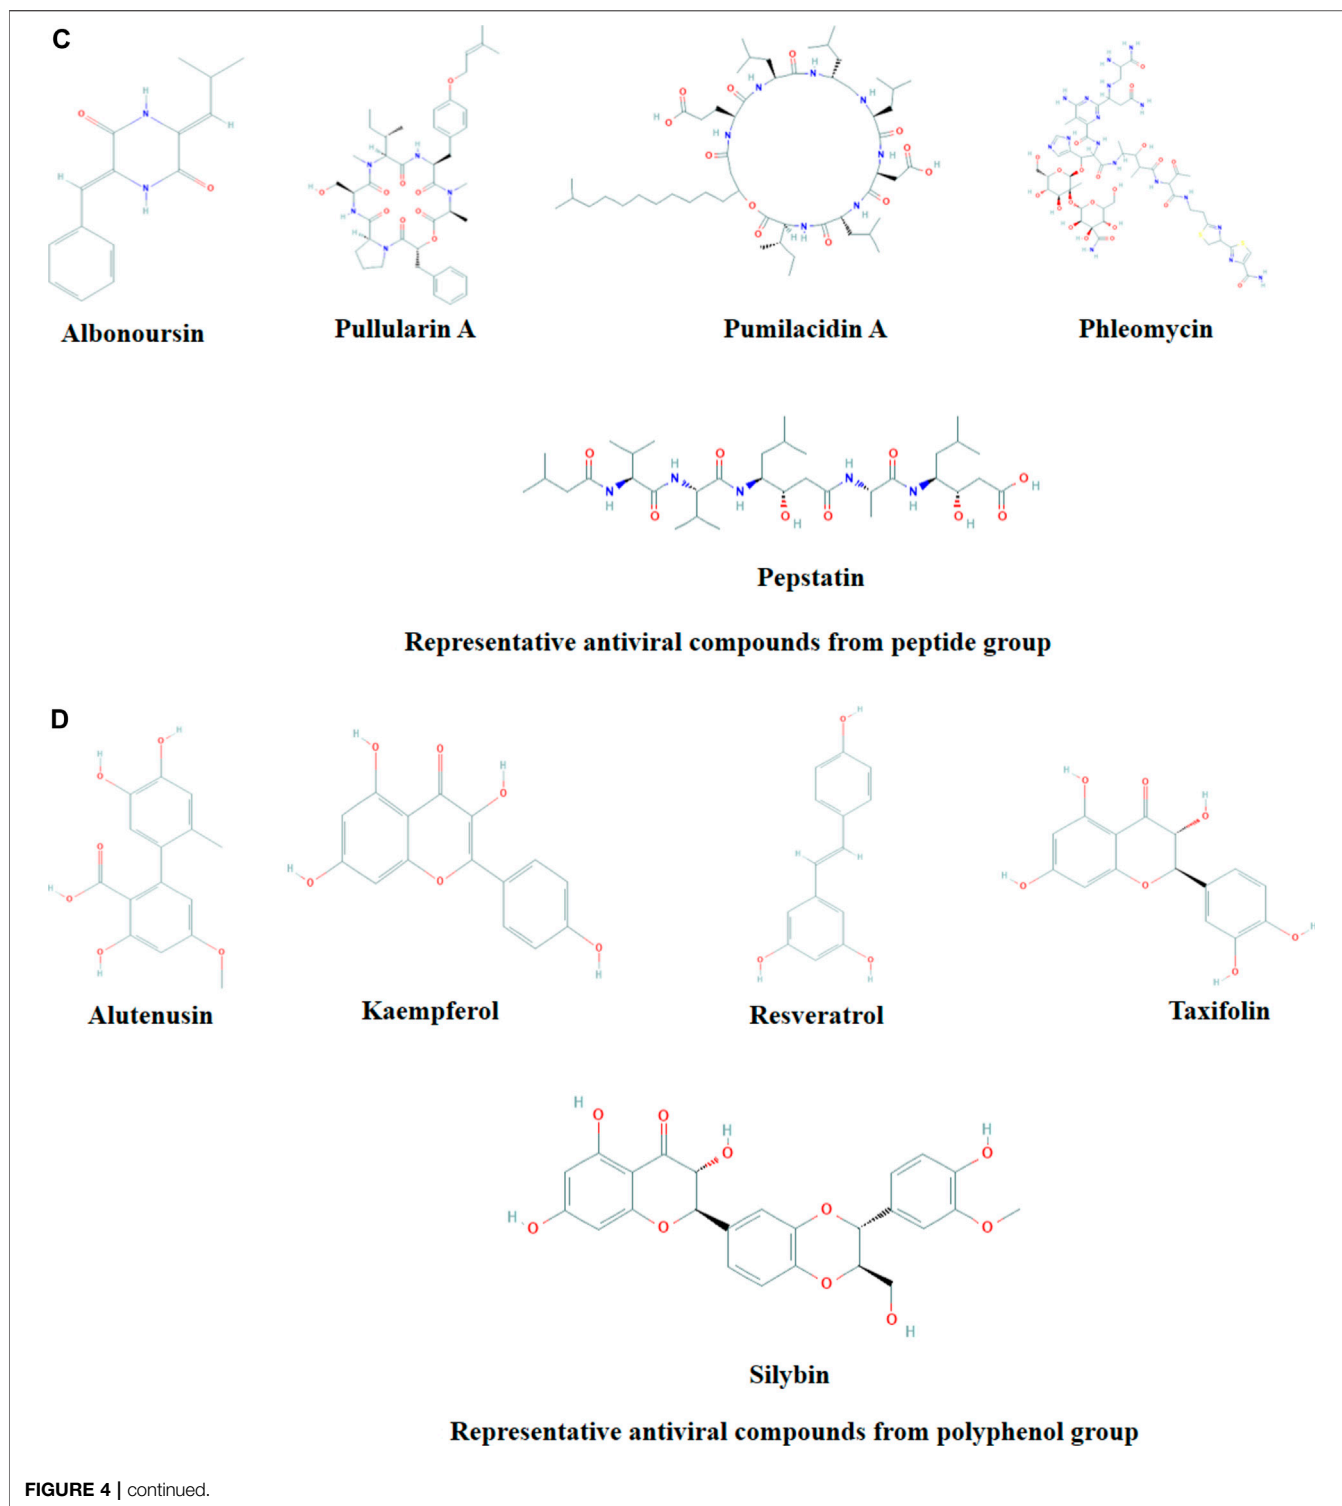 C
Albonoursin
Pullularin A
Pumilacidin A
Phleomycin
Pepstatin
Representative antiviral compounds from peptide group
D
Alutenusin
Kaempferol
Resveratrol
Taxifolin
Silybin
Representative antiviral compounds from polyphenol group
FIGURE 4 | continued.